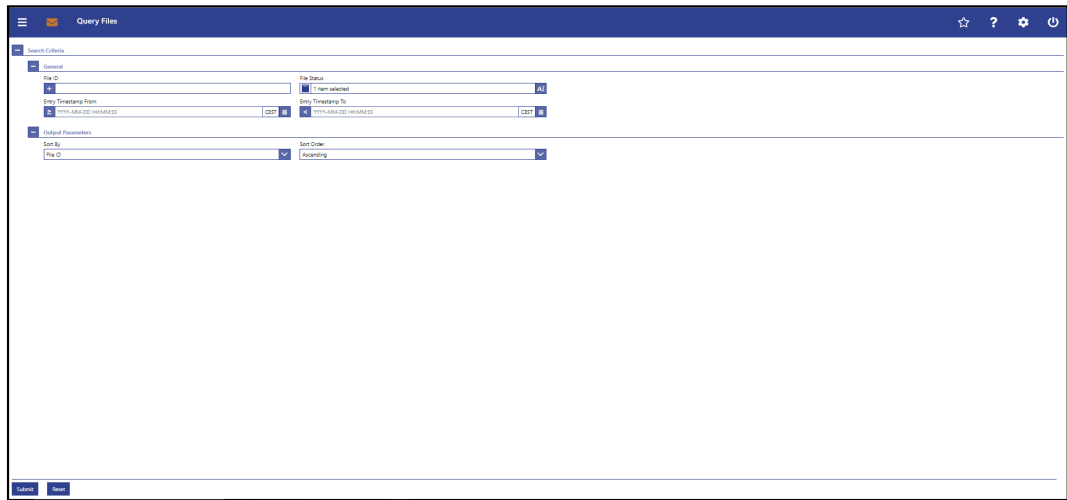 Query Files
Search Criteria
General
File ID
File Status
1 item selected
AI
Entry Timestamp From
Entry Timestamp To
YYYY-MM-DD HH:MM:SS
CEST
YYYY-MM-DD HH:MM:SS
CEST
Output Parameters
Sort By
Sort Order
File ID
Ascending
Submit
Reset